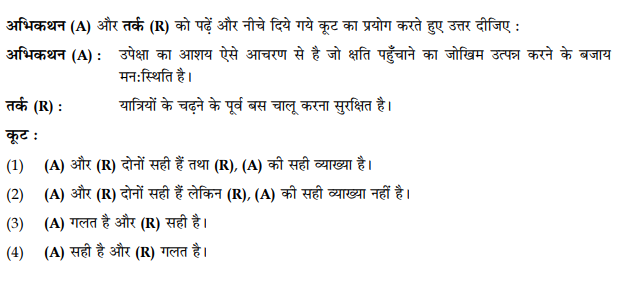 अभिकथन (A) और तर्क (R) को पढ़ें और नीचे दिये गये कूट का प्रयोग करते हुए उत्तर दीजिए :
अभिकथन (A) : उपेक्षा का आशय ऐसे आचरण से है जो क्षति पहुँचाने का जोखिम उत्पन्न करने के बजाय
मन:स्थिति है।
तर्क (R) : यात्रियों के चढ़ने के पूर्व बस चालू करना सुरक्षित है।
कूट :
(1) (A) और (R) दोनों सही हैं तथा (R), (A) की सही व्याख्या है।
(2) (A) और (R) दोनों सही हैं लेकिन (R), (A) की सही व्याख्या नहीं है।
(3) (A) गलत है और (R) सही है।
(4) (A) सही है और (R) गलत है।